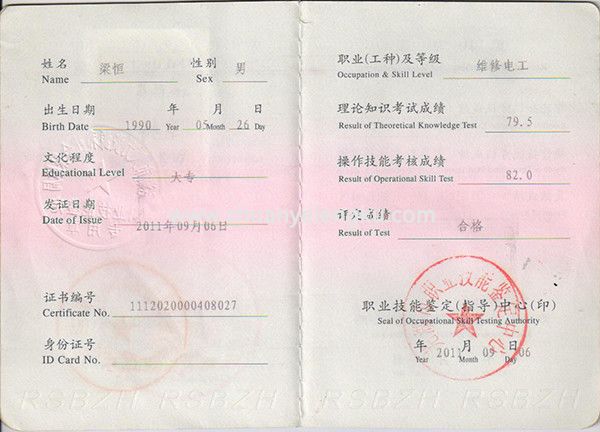 姓名 梁恒 性别 男
Name Sex
出生日期 年 月 日
Birth Date 1990 Year 05 Month 26 Day
文化程度
Educational Level 大专
发证日期
Date of Issue 2011年09月06日
证书编号
Certificate No. 1112020000408027
身份证号
ID Card No.
RSBZH RSBZH
职业(工种)及等级 维修电工
Occupation & Skill Level
理论知识考试成绩
Result of Theoretical Knowledge Test 79.5
操作技能考核成绩
Result of Operational Skill Test 82.0
评定成绩 合格
Result of Test
职业技能鉴定(指导)中心(印)
Seal of Occupational Skill Testing Authority
年 2011 月 09 日 06
Year Month Day
RSBZH RSBZH